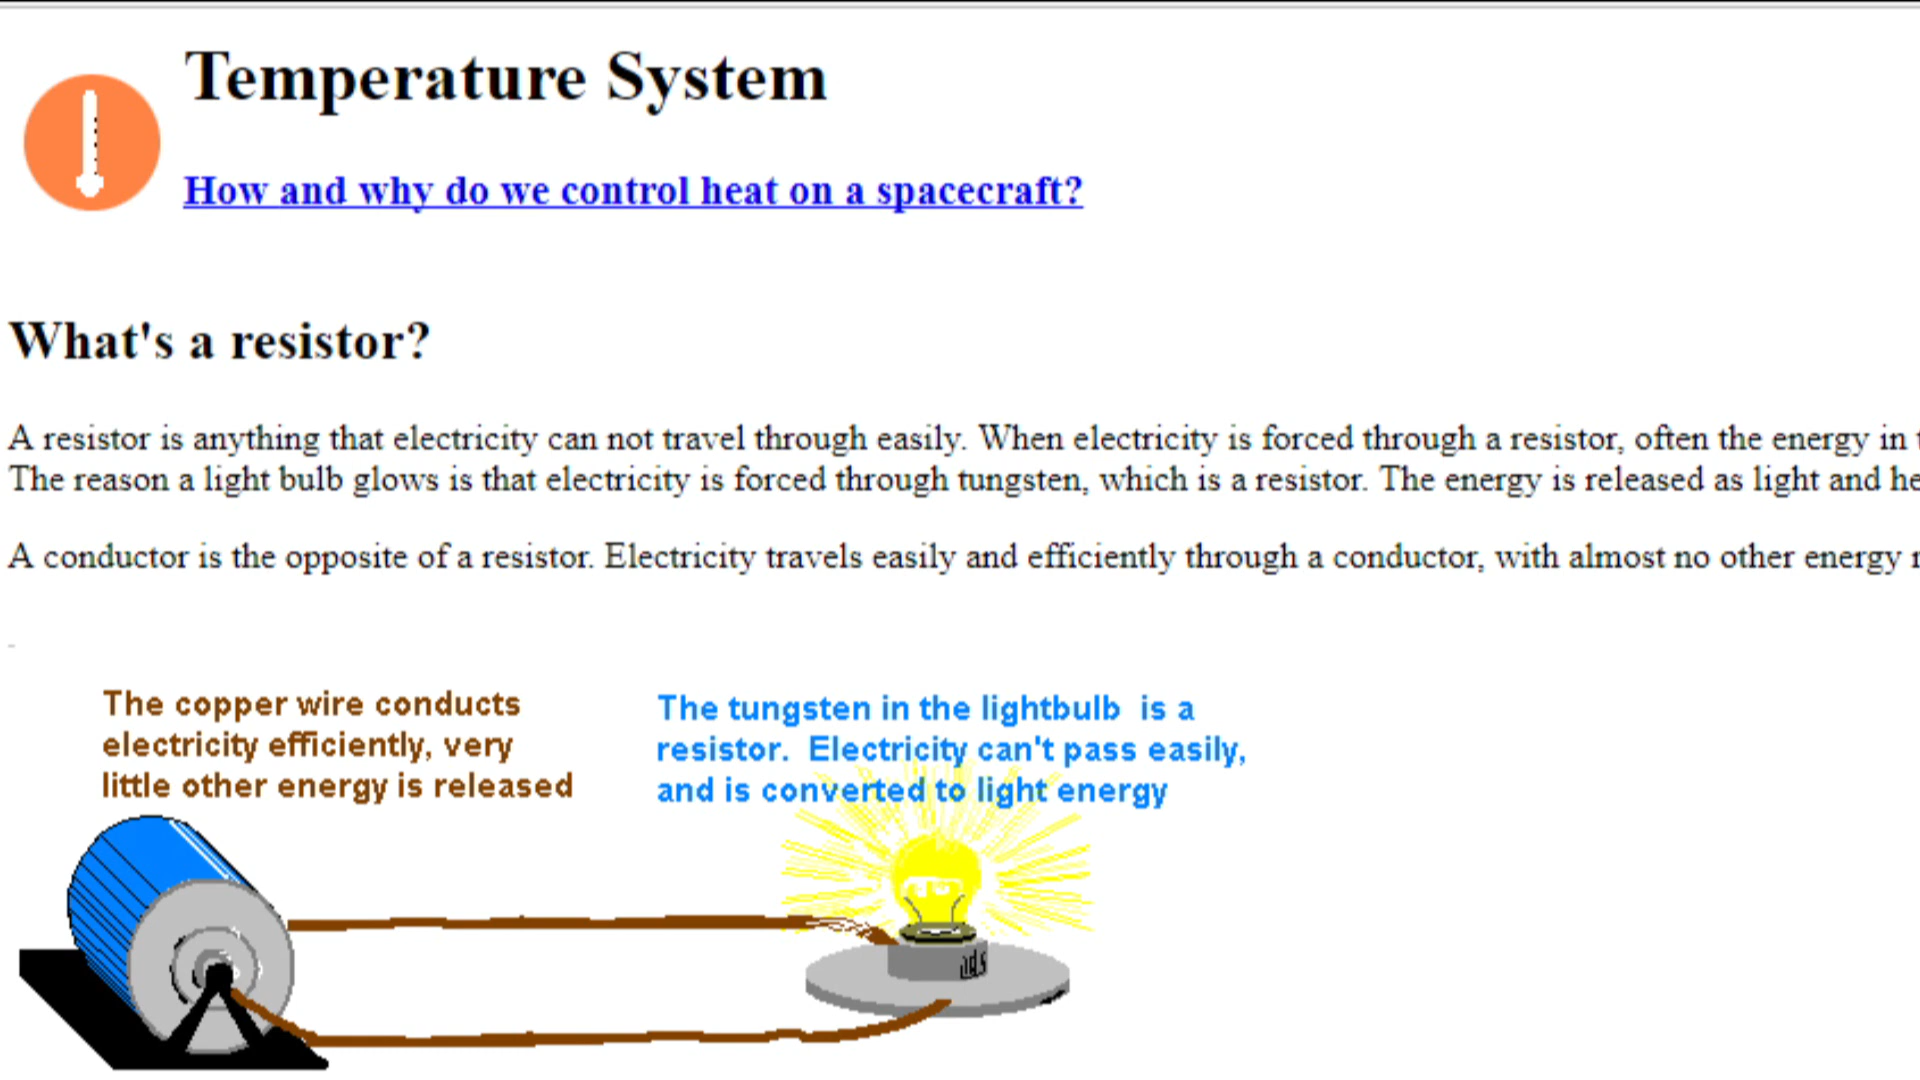 Temperature System
How and why do we control heat on a spacecraft?
What's a resistor?
A resistor is anything that electricity can not travel through easily. When electricity is forced through a resistor, often the energy in
The reason a light bulb glows is that electricity is forced through tungsten, which is a resistor. The energy is released as light and
A conductor is the opposite of a resistor. Electricity travels easily and efficiently through a conductor, with almost no other energy
The copper wire conducts
electricity efficiently, very
little other energy is released
The tungsten in the lightbulb is a
resistor. Electricity can't pass easily,
and is converted to light energy